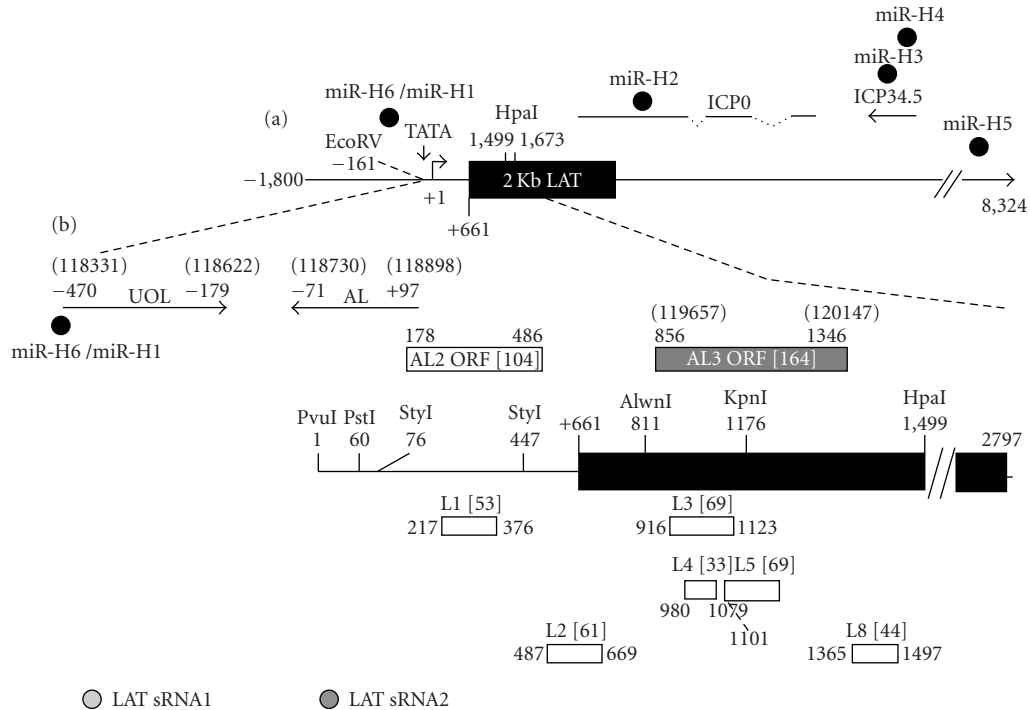 miR-H4
miR-H3
miR-H2
miR-H6 /miR-H1
ICP0
ICP34.5
HpaI
(a)
TATA
miR-H5
EcoRV
1,499 1,673
−161
−1,800
2 Kb LAT
+1
8,324
+661
(b)
(118331) (118622) (118730) (118898)
−470 UOL −179 −71 AL +97
(119657) (120147)
miR-H6 /miR-H1
178 486
856 1346
AL2 ORF [104]
AL3 ORF [164]
PvuI PstI StyI StyI AlwnI KpnI HpaI
1 60 76 447 +661 811 1176 1,499 2797
L1 [53]
217 376
L3 [69]
916 1123
L4 [33] L5 [69]
980 1079
1101
L2 [61]
487 669
L8 [44]
1365 1497
LAT sRNA1
LAT sRNA2